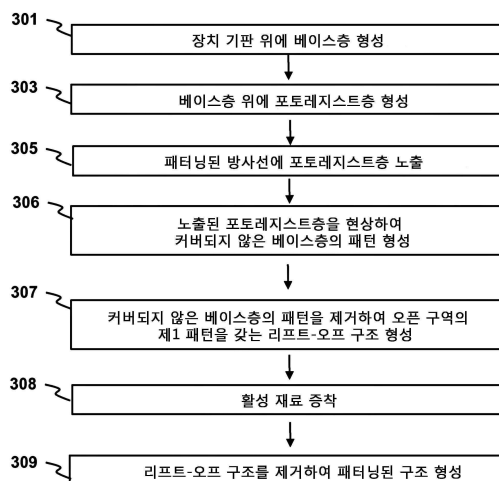 301
장치 기판 위에 베이스층 형성
303
베이스층 위에 포토레지스트층 형성
305
패터닝된 방사선에 포토레지스트층 노출
306
노출된 포토레지스트층을 현상하여
커버되지 않은 베이스층의 패턴 형성
307
커버되지 않은 베이스층의 패턴을 제거하여 오픈 구역의
제1 패턴을 갖는 리프트-오프 구조 형성
308
활성 재료 증착
309
리프트-오프 구조를 제거하여 패터닝된 구조 형성